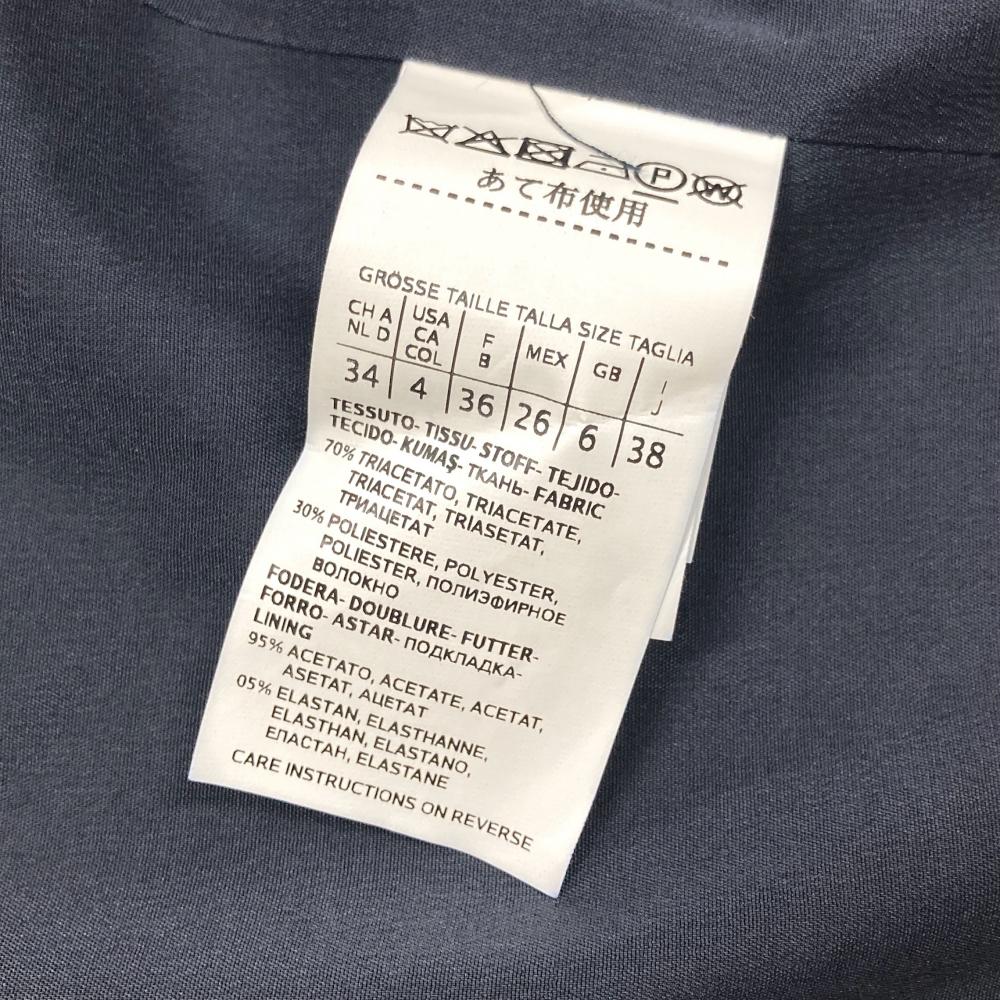 P W
あて布使用
GRÖSSE TAILLE TALLA SIZE TAGLIA
CH A NL D | USA CA COL | F B | MEX | GB | I J
34 | 4 | 36 | 26 | 6 | 38
TESSUTO- TISSU- STOFF- TEJIDO-
TECIDO- KUMAŞ- ТКАНЬ- FABRIC
70% TRIACETATO, TRIACETATE,
TRIACETAT, TRIASETAT,
ТРИАЦЕТАТ
30% POLIESTERE, POLYESTER,
POLIESTER, ПОЛИЭФИРНОЕ
ВОЛОКНО
FODERA- DOUBLURE- FUTTER-
FORRO- ASTAR- ПОДКЛАДКА-
LINING
95% ACETATO, ACETATE, ACETAT,
ASETAT, АЦЕТАТ
05% ELASTAN, ELASTHANNE,
ELASTHAN, ELASTANO,
ЕПАСТАН, ELASTANE
CARE INSTRUCTIONS ON REVERSE